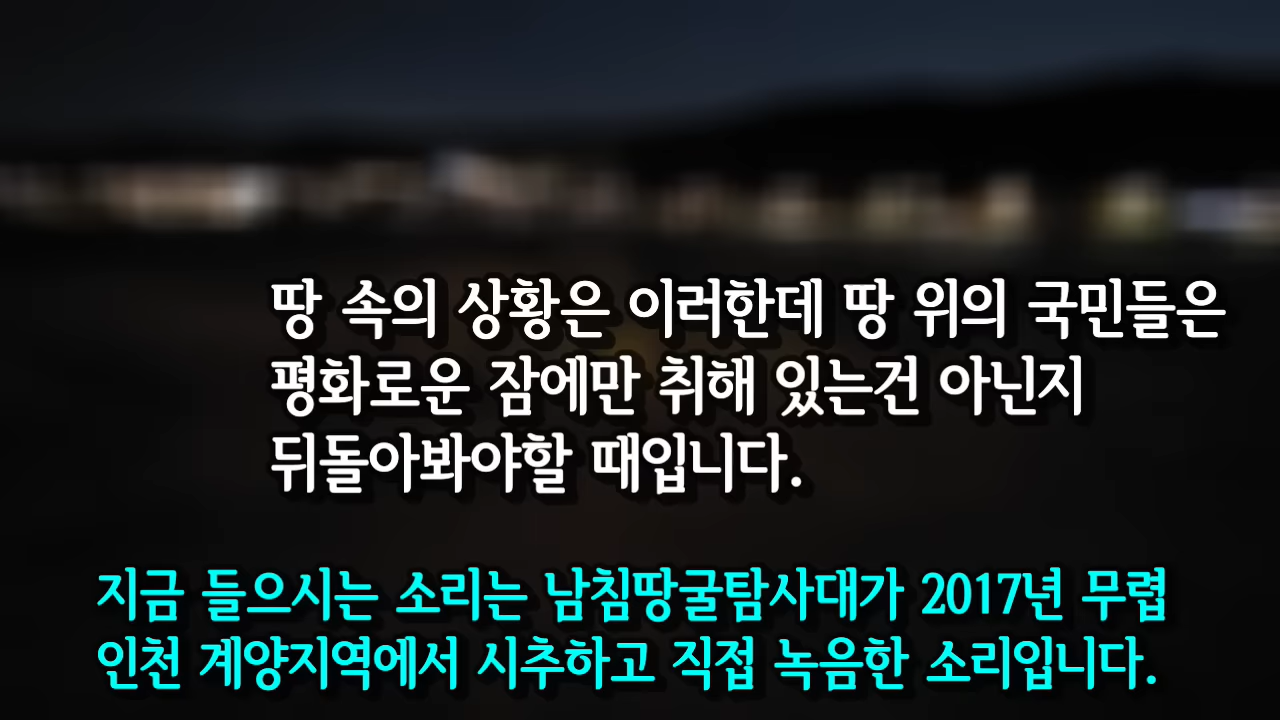 땅 속의 상황은 이러한데 땅 위의 국민들은
평화로운 잠에만 취해 있는건 아닌지
뒤돌아봐야할 때입니다.
지금 들으시는 소리는 남침땅굴탐사대가 2017년 무렵
인천 계양지역에서 시추하고 직접 녹음한 소리입니다.